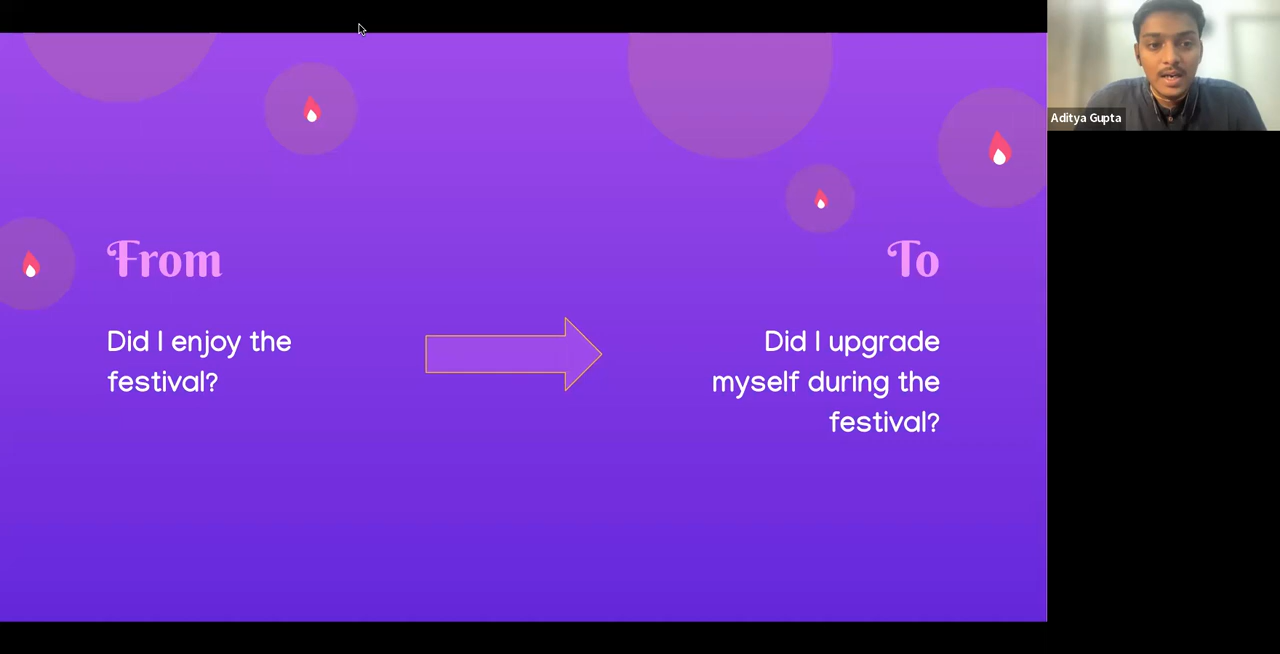 Aditya Gupta
From
To
Did I enjoy the
festival?
Did I upgrade
myself during the
festival?